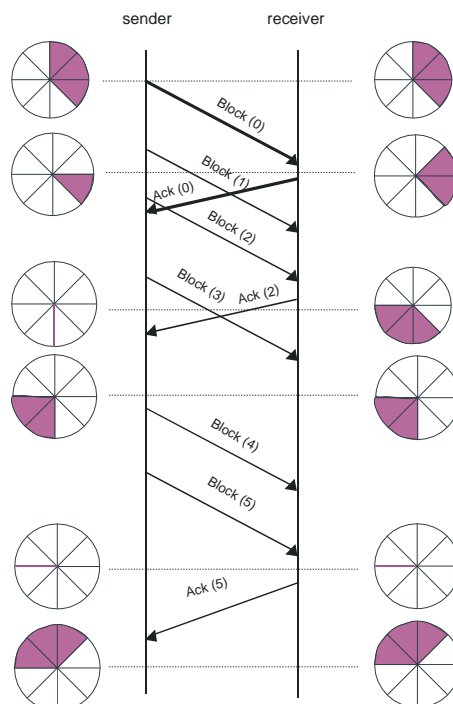 sender
receiver
Block (0)
Block (1)
Ack (0)
Block (2)
Block (3)
Ack (2)
Block (4)
Block (5)
Ack (5)